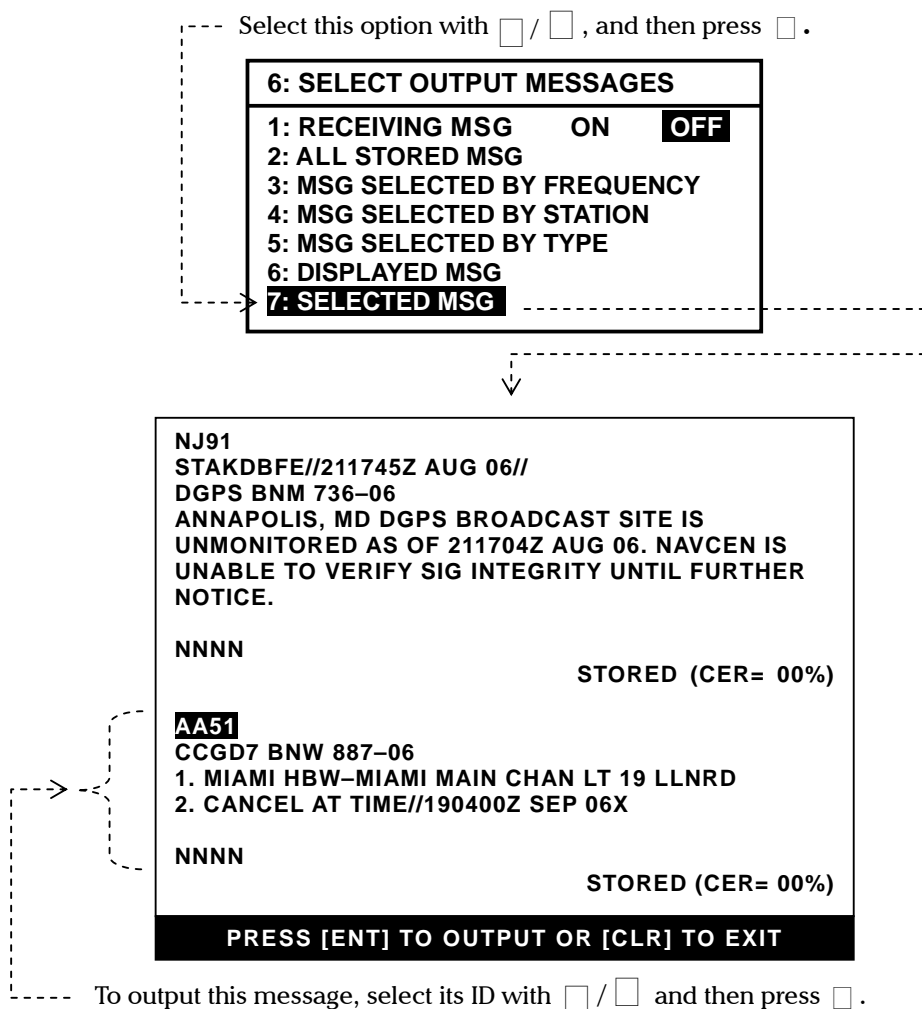 Select this option with □ / □ , and then press □ .
6: SELECT OUTPUT MESSAGES
1: RECEIVING MSG ON OFF
2: ALL STORED MSG
3: MSG SELECTED BY FREQUENCY
4: MSG SELECTED BY STATION
5: MSG SELECTED BY TYPE
6: DISPLAYED MSG
7: SELECTED MSG
NJ91
STAKDBFE//211745Z AUG 06//
DGPS BNM 736–06
ANNAPOLIS, MD DGPS BROADCAST SITE IS
UNMONITORED AS OF 211704Z AUG 06. NAVCEN IS
UNABLE TO VERIFY SIG INTEGRITY UNTIL FURTHER
NOTICE.
NNNN
STORED (CER= 00%)
AA51
CCGD7 BNW 887–06
1. MIAMI HBW–MIAMI MAIN CHAN LT 19 LLNRD
2. CANCEL AT TIME//190400Z SEP 06X
NNNN
STORED (CER= 00%)
PRESS [ENT] TO OUTPUT OR [CLR] TO EXIT
To output this message, select its ID with □ / □ and then press □ .